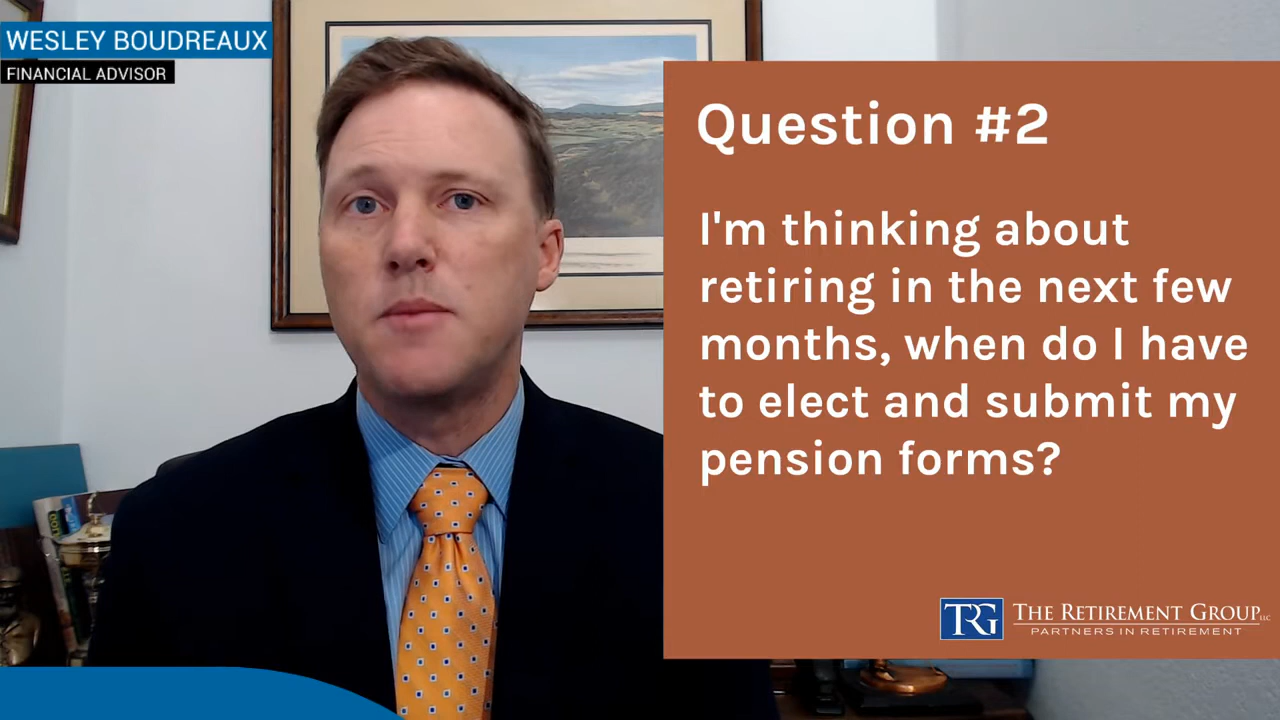 WESLEY BOUDREAUX
FINANCIAL ADVISOR
Question #2
I'm thinking about
retiring in the next few
months, when do I have
to elect and submit my
pension forms?
TRG
THE RETIREMENT GROUP LLC
PARTNERS IN RETIREMENT